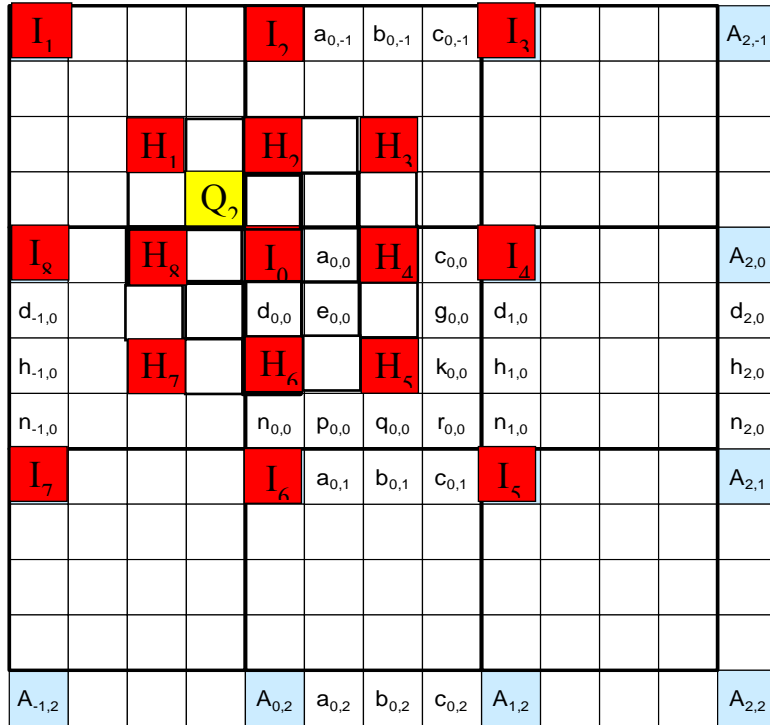 I₁ I₂ a₀,₋₁ b₀,₋₁ c₀,₋₁ I₃ A₂,₋₁
H₁ H₂ H₃
Q₂
I₈ H₈ I₀ a₀,₀ H₄ c₀,₀ I₄ A₂,₀
d₋₁,₀ d₀,₀ e₀,₀ g₀,₀ d₁,₀ d₂,₀
h₋₁,₀ H₇ H₆ H₅ k₀,₀ h₁,₀ h₂,₀
n₋₁,₀ n₀,₀ p₀,₀ q₀,₀ r₀,₀ n₁,₀ n₂,₀
I₇ I₆ a₀,₁ b₀,₁ c₀,₁ I₅ A₂,₁
A₋₁,₂ A₀,₂ a₀,₂ b₀,₂ c₀,₂ A₁,₂ A₂,₂